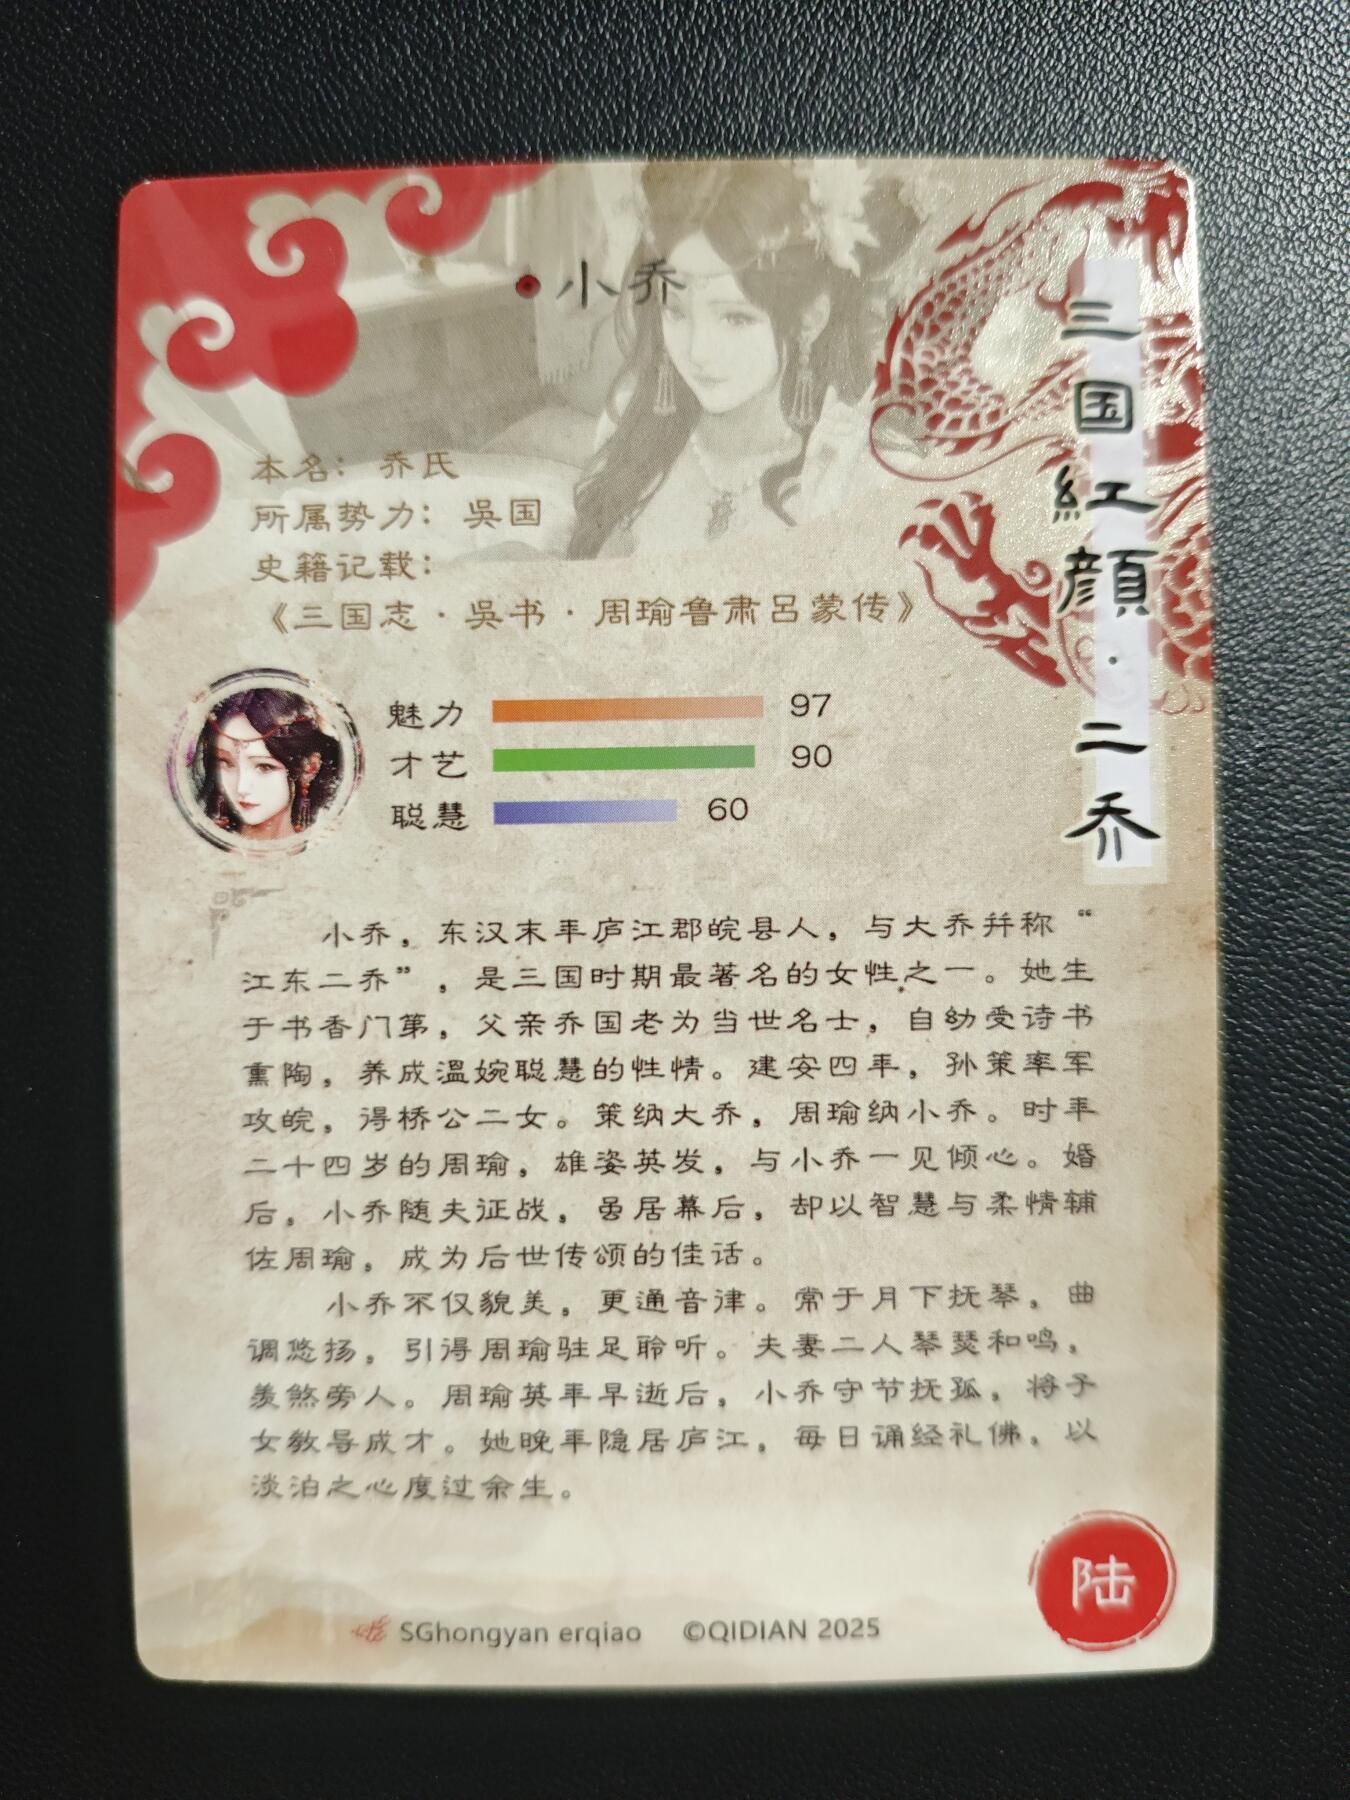 小乔
三国紅顔·二乔
本名：乔氏
所属势力：吳国
史籍记载：
《三国志·吳书·周瑜鲁肃呂蒙传》
魅力 97
才艺 90
聪慧 60
小乔，东汉末年庐江郡皖县人，与大乔并称“
江东二乔”，是三国时期最著名的女性之一。她生
于书香门第，父亲乔国老为当世名士，自幼受诗书
熏陶，养成温婉聪慧的性情。建安四年，孙策率军
攻皖，得桥公二女。策纳大乔，周瑜纳小乔。时年
二十四岁的周瑜，雄姿英发，与小乔一见倾心。婚
后，小乔随夫征战，虽居幕后，却以智慧与柔情辅
佐周瑜，成为后世传颂的佳话。
小乔不仅貌美，更通音律。常于月下抚琴，曲
调悠扬，引得周瑜驻足聆听。夫妻二人琴瑟和鸣，
羡煞旁人。周瑜英年早逝后，小乔守节抚孤，将子
女教导成才。她晚年隐居庐江，每日诵经礼佛，以
淡泊之心度过余生。
陆
SGhongyan erqiao ©QIDIAN 2025